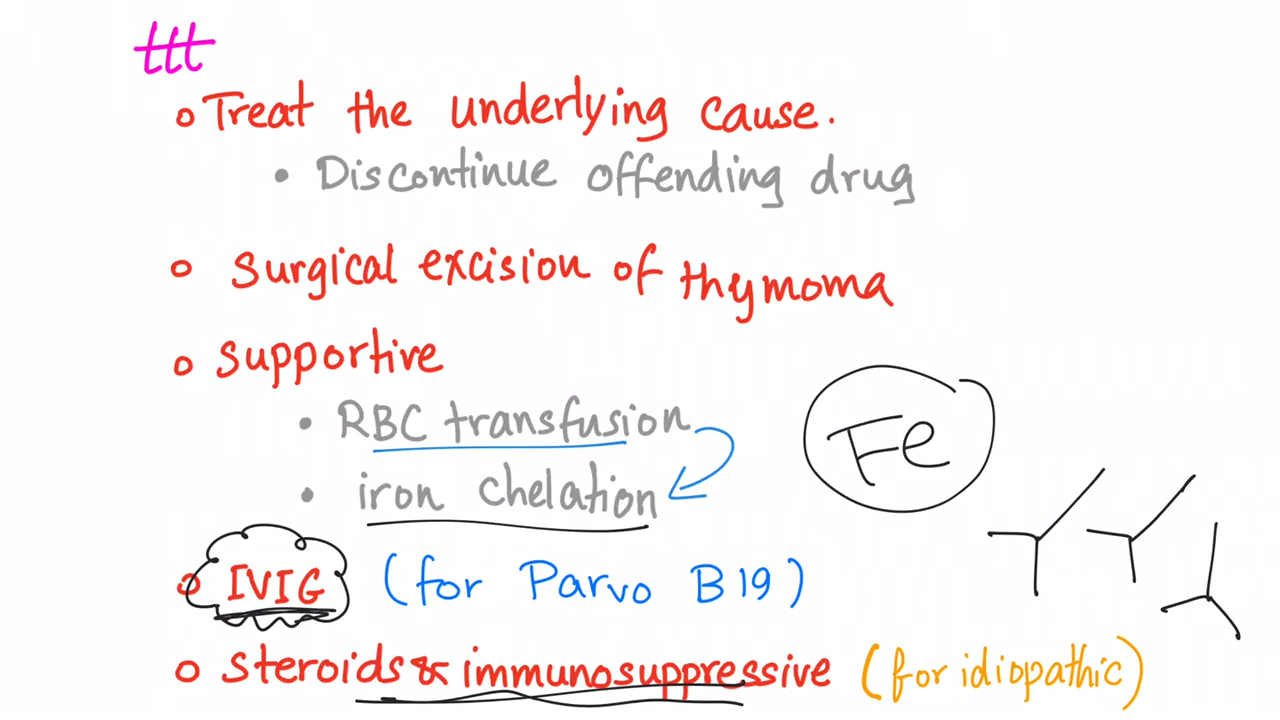 ttt
Treat the underlying cause.
Discontinue offending drug
surgical excision of thymoma
supportive
RBC transfusion
iron chelation
Fe
IVIG (for Parvo B19)
steroids & immunosuppressive (for idiopathic)